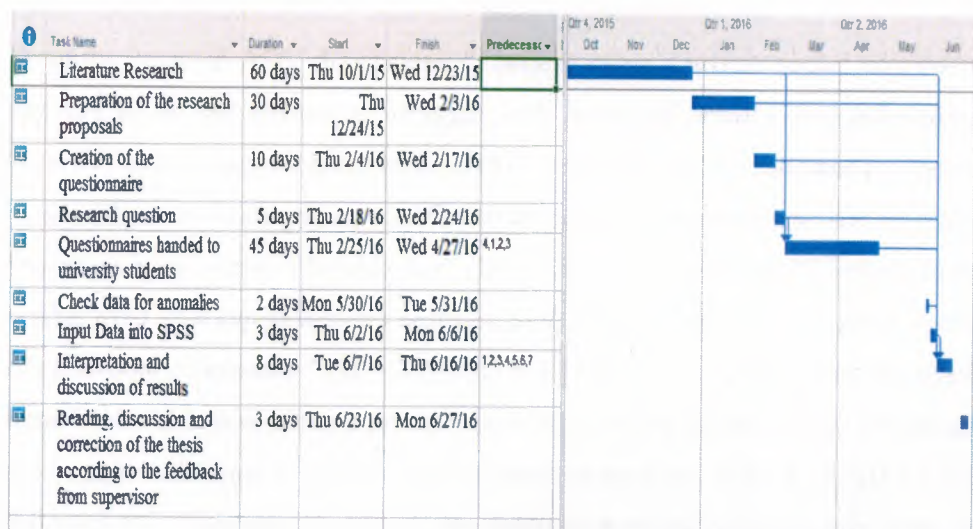 Qtr 4, 2015 Qtr 1, 2016 Qtr 2, 2016
Task Name Duration Start Finish Predecessc Oct Nov Dec Jan Feb Mar Apr May Jun
Literature Research 60 days Thu 10/1/15 Wed 12/23/15
Preparation of the research 30 days Thu Wed 2/3/16
proposals 12/24/15
Creation of the 10 days Thu 2/4/16 Wed 2/17/16
questionnaire
Research question 5 days Thu 2/18/16 Wed 2/24/16
Questionnaires handed to 45 days Thu 2/25/16 Wed 4/27/16 4,1,2,3
university students
Check data for anomalies 2 days Mon 5/30/16 Tue 5/31/16
Input Data into SPSS 3 days Thu 6/2/16 Mon 6/6/16
Interpretation and 8 days Tue 6/7/16 Thu 6/16/16 1,2,3,4,5,6,7
discussion of results
Reading, discussion and 3 days Thu 6/23/16 Mon 6/27/16
correction of the thesis
according to the feedback
from supervisor